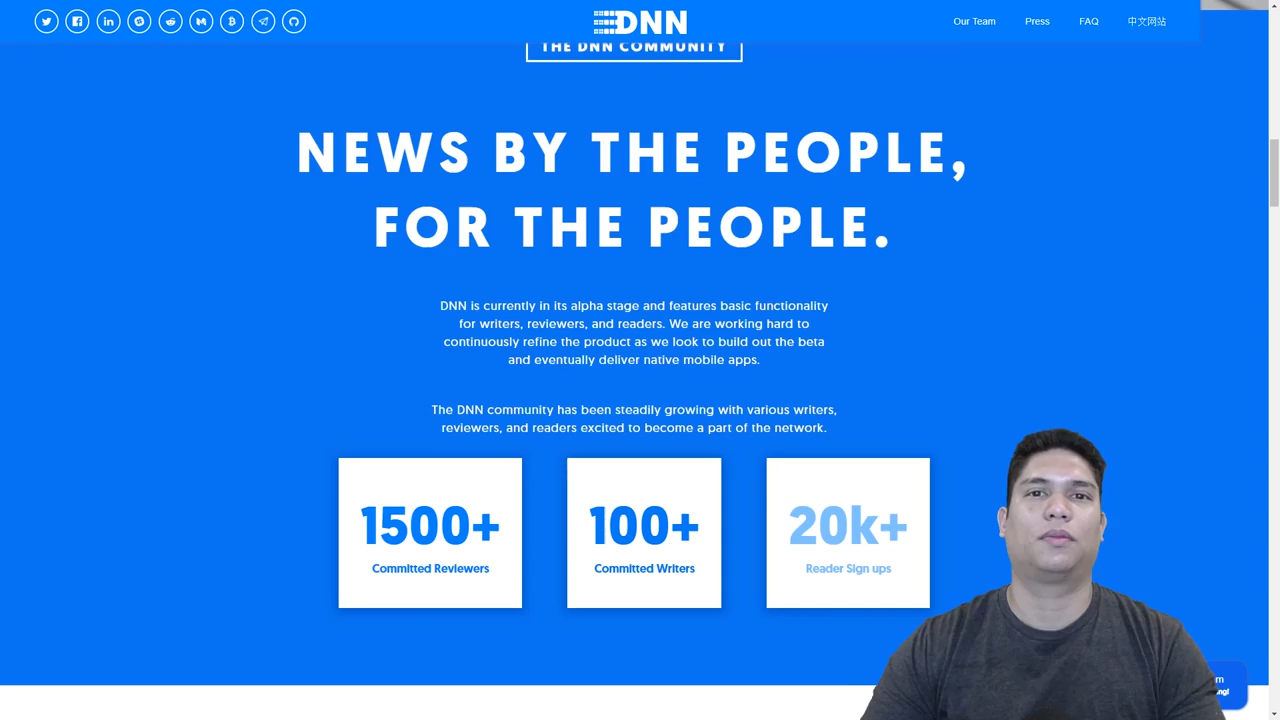 DNN
Our Team
Press
FAQ
中文网站
THE DNN COMMUNITY
NEWS BY THE PEOPLE,
FOR THE PEOPLE.
DNN is currently in its alpha stage and features basic functionality
for writers, reviewers, and readers. We are working hard to
continuously refine the product as we look to build out the beta
and eventually deliver native mobile apps.
The DNN community has been steadily growing with various writers,
reviewers, and readers excited to become a part of the network.
1500+
Committed Reviewers
100+
Committed Writers
20k+
Reader Sign ups